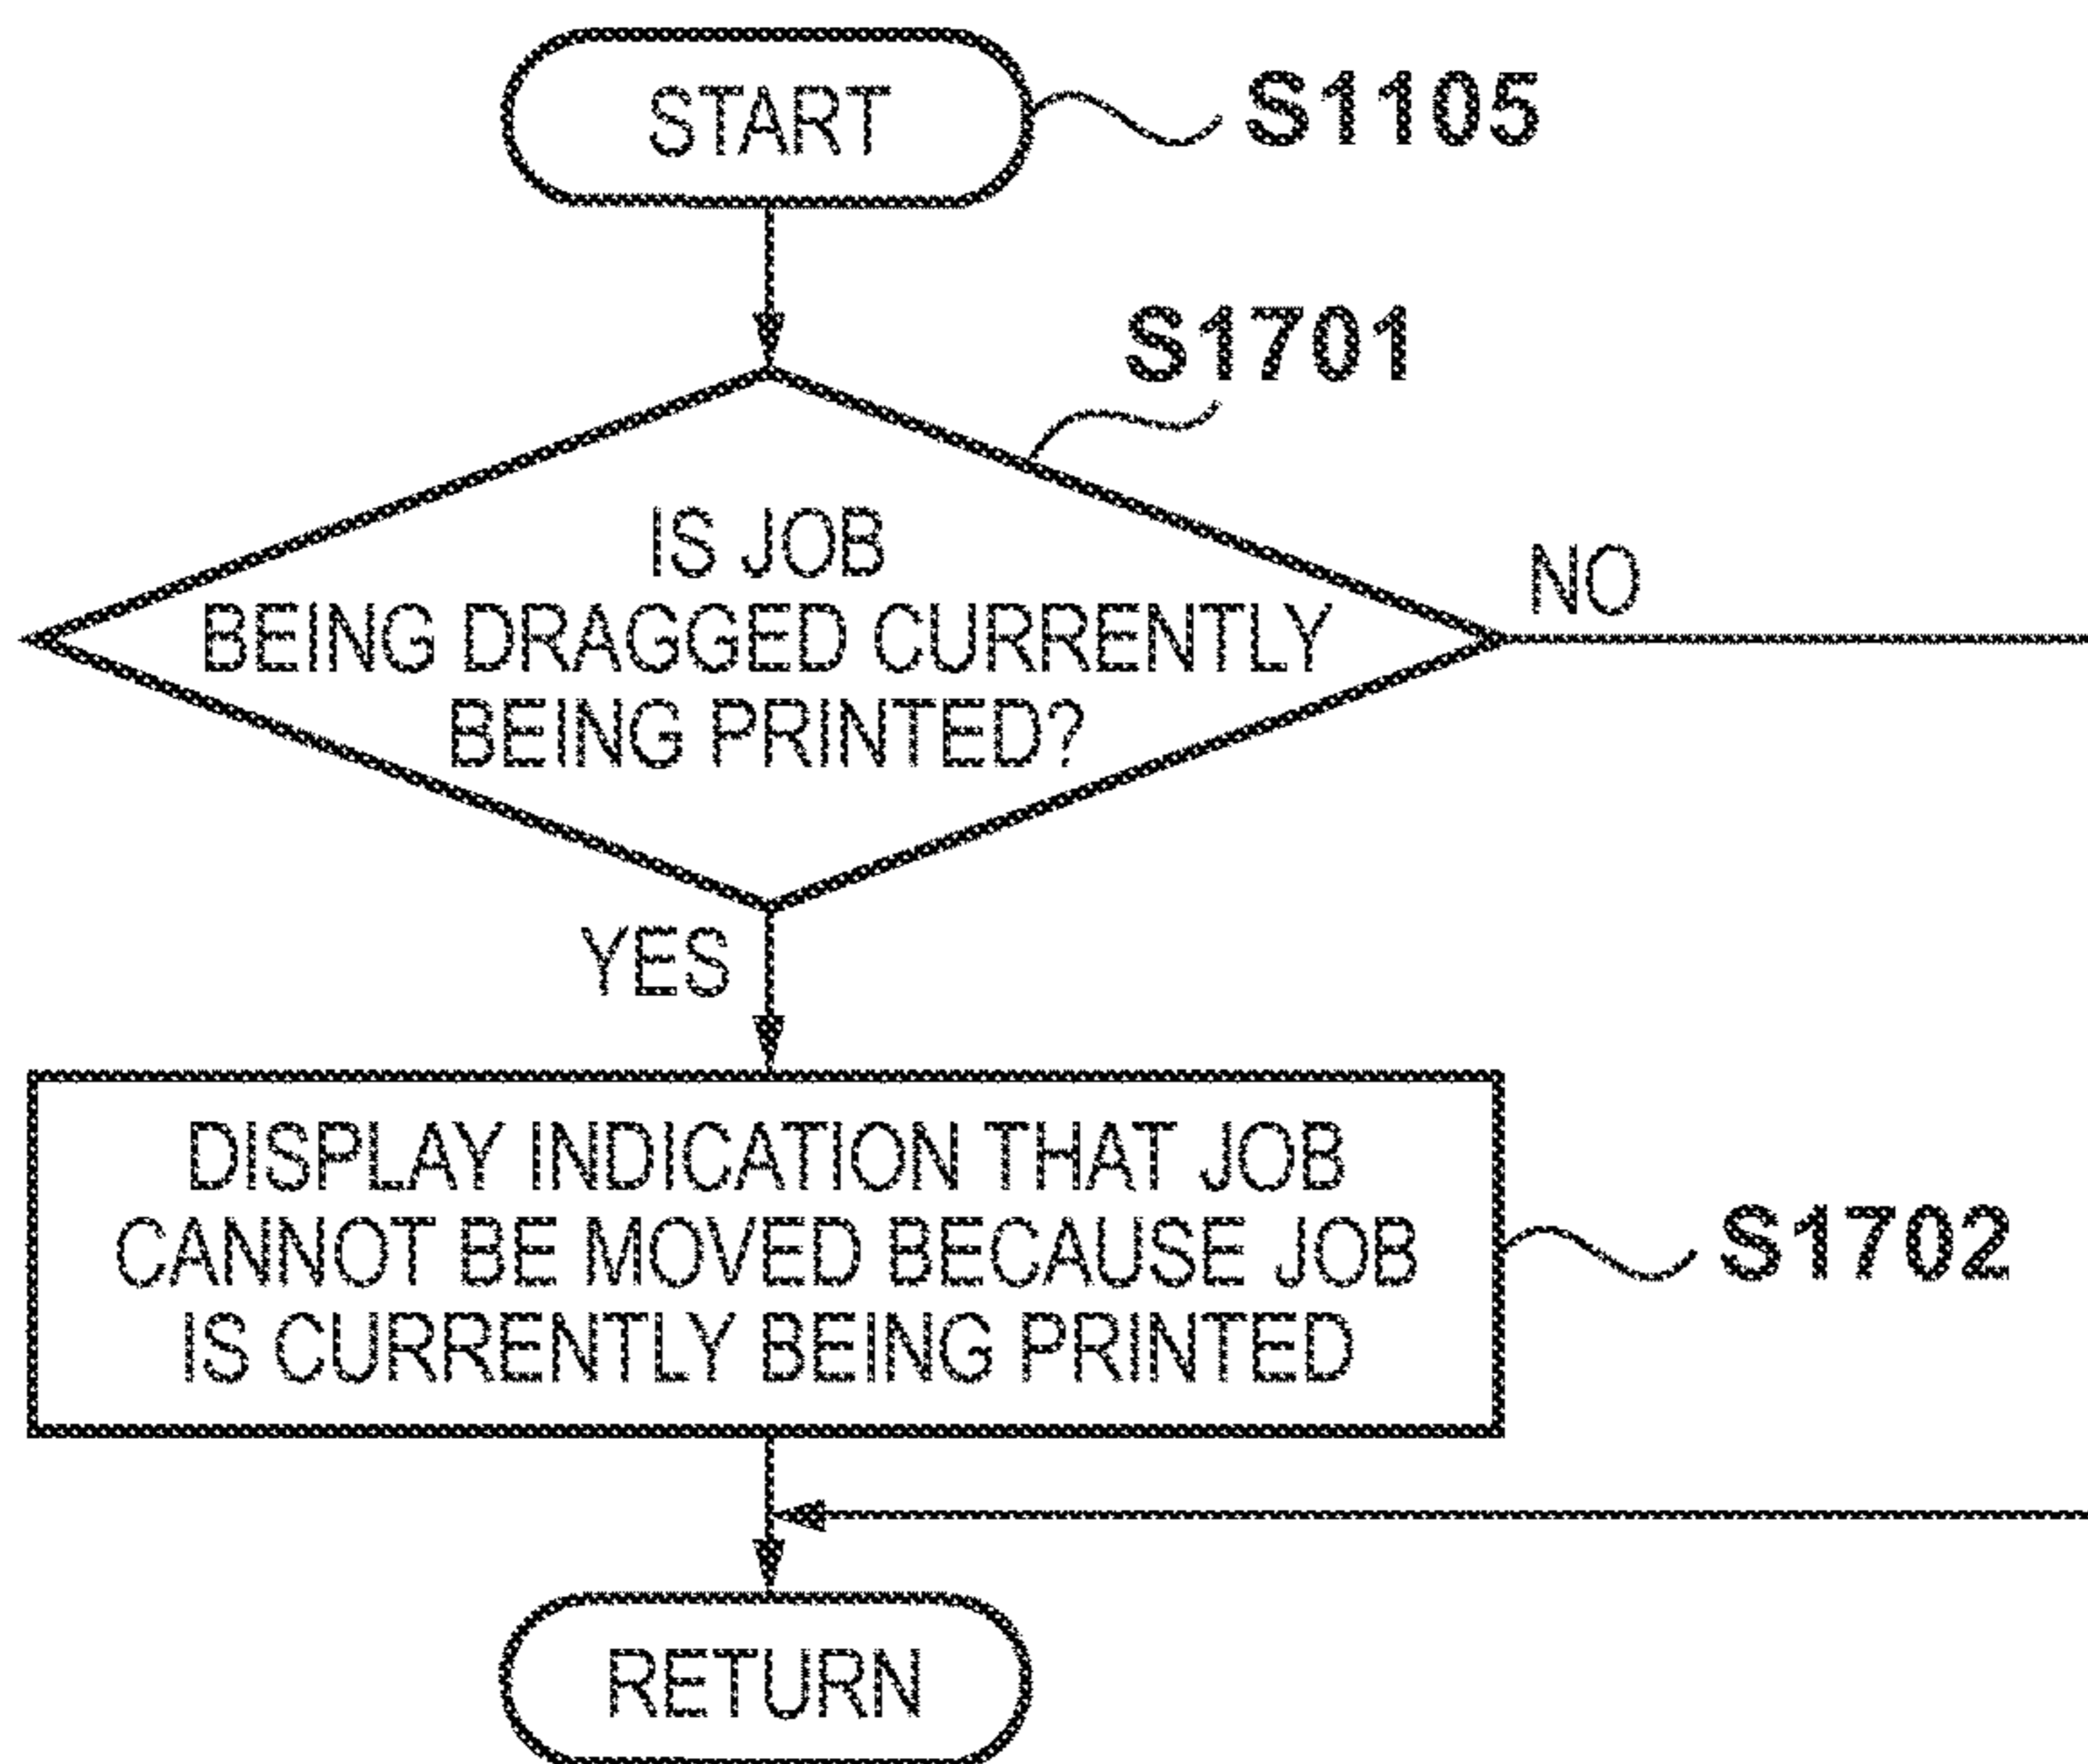 START
S1105
S1701
IS JOB
BEING DRAGGED CURRENTLY
BEING PRINTED?
NO
YES
DISPLAY INDICATION THAT JOB
CANNOT BE MOVED BECAUSE JOB
IS CURRENTLY BEING PRINTED
S1702
RETURN